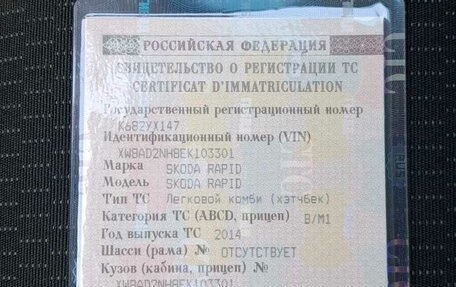 РОССИЙСКАЯ ФЕДЕРАЦИЯ
СВИДЕТЕЛЬСТВО О РЕГИСТРАЦИИ ТС
CERTIFICAT D'IMMATRICULATION
Государственный регистрационный номер
К682УХ147
Идентификационный номер (VIN)
XW8AD2NH8EK103301
Марка SKODA RAPID
Модель SKODA RAPID
Тип ТС Легковой комби (хэтчбек)
Категория ТС (ABCD, прицеп) B/M1
Год выпуска ТС 2014
Шасси (рама) № ОТСУТСТВУЕТ
Кузов (кабина, прицеп) №
XW8AD2NH8EK103301